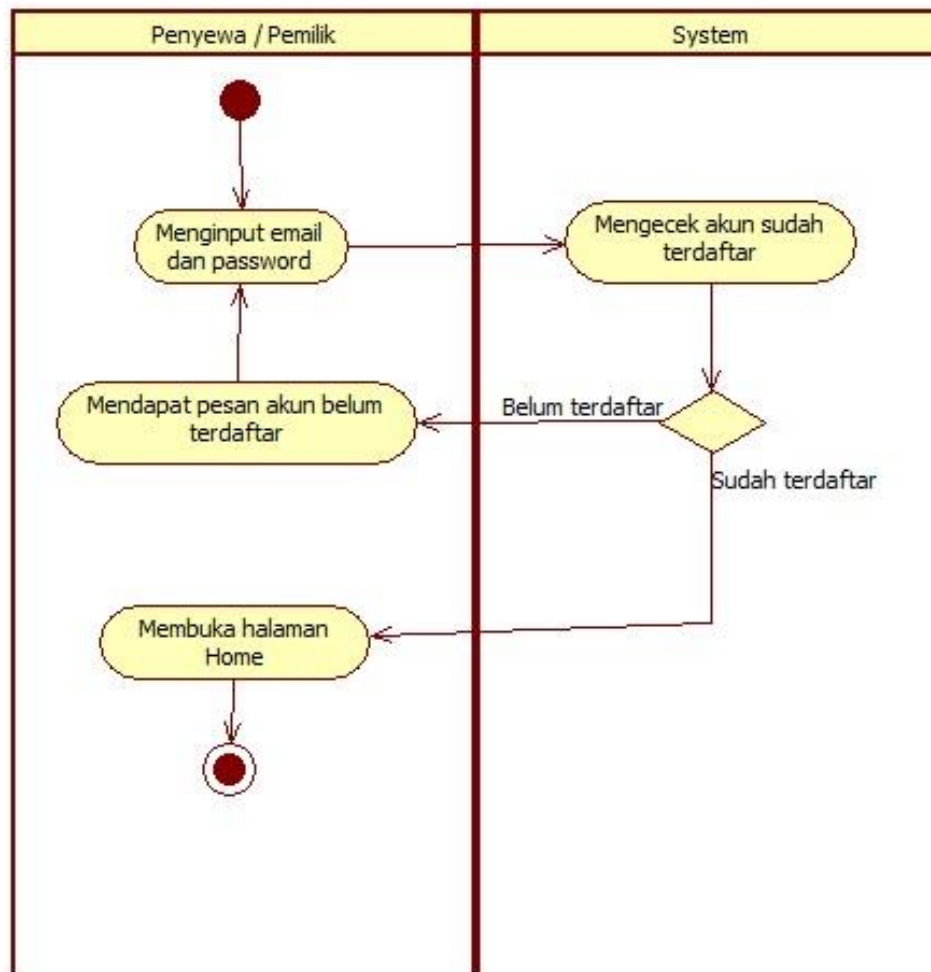 Penyewa / Pemilik
System
Menginput email
dan password
Mengecek akun sudah
terdaftar
Mendapat pesan akun belum
terdaftar
Belum terdaftar
Sudah terdaftar
Membuka halaman
Home